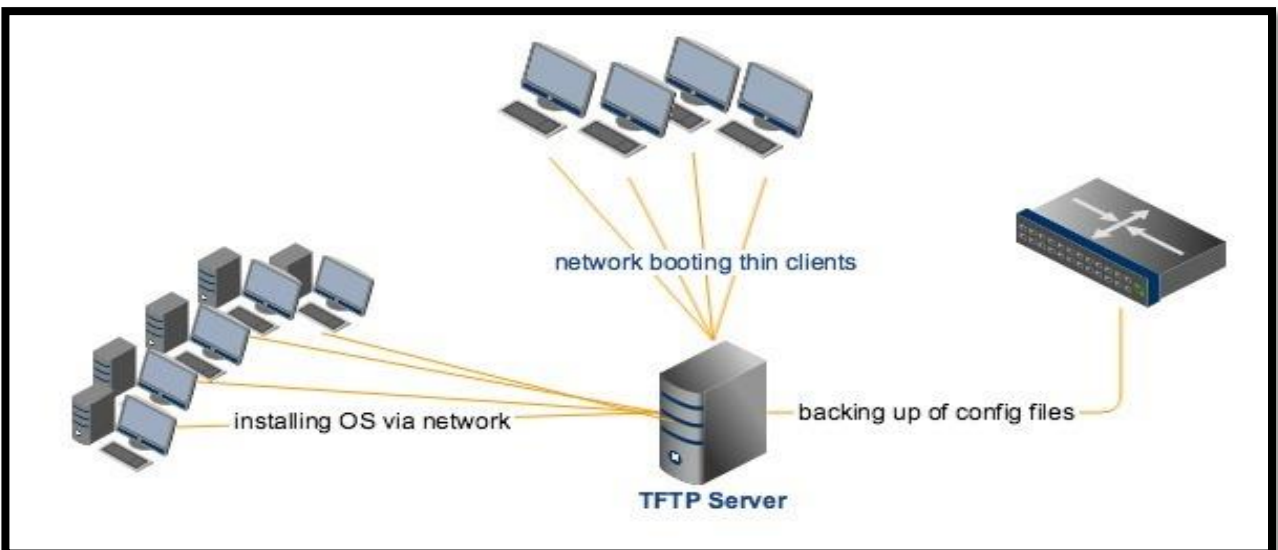 network booting thin clients
installing OS via network
backing up of config files
TFTP Server